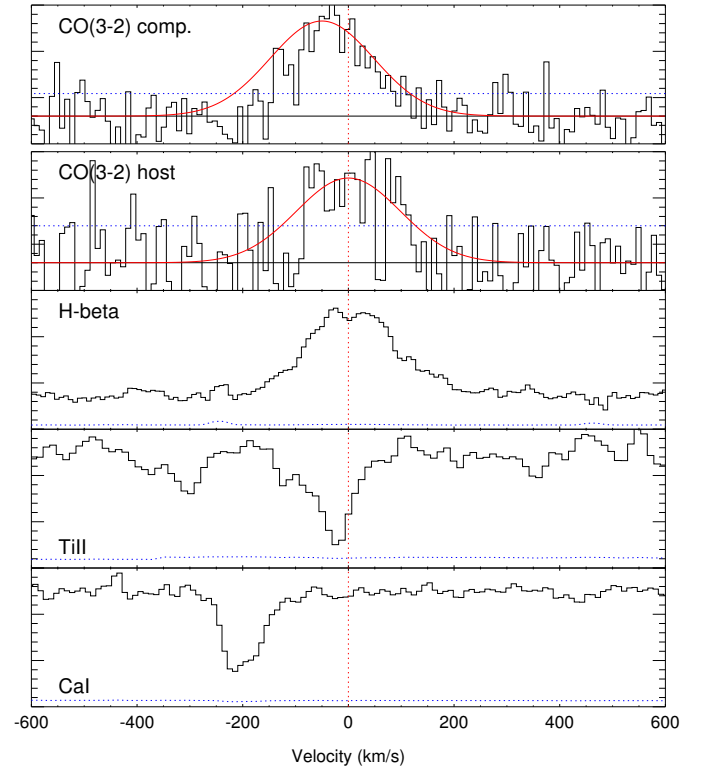 CO(3-2) comp.
CO(3-2) host
H-beta
TiII
CaI
-600 -400 -200 0 200 400 600
Velocity (km/s)